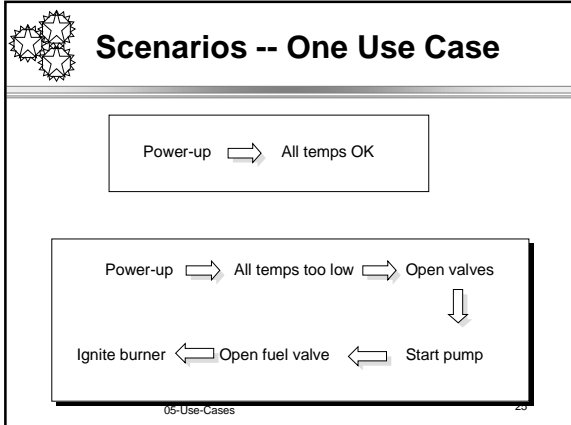 Scenarios -- One Use Case
Power-up All temps OK
Power-up All temps too low Open valves
Ignite burner Open fuel valve Start pump
05-Use-Cases